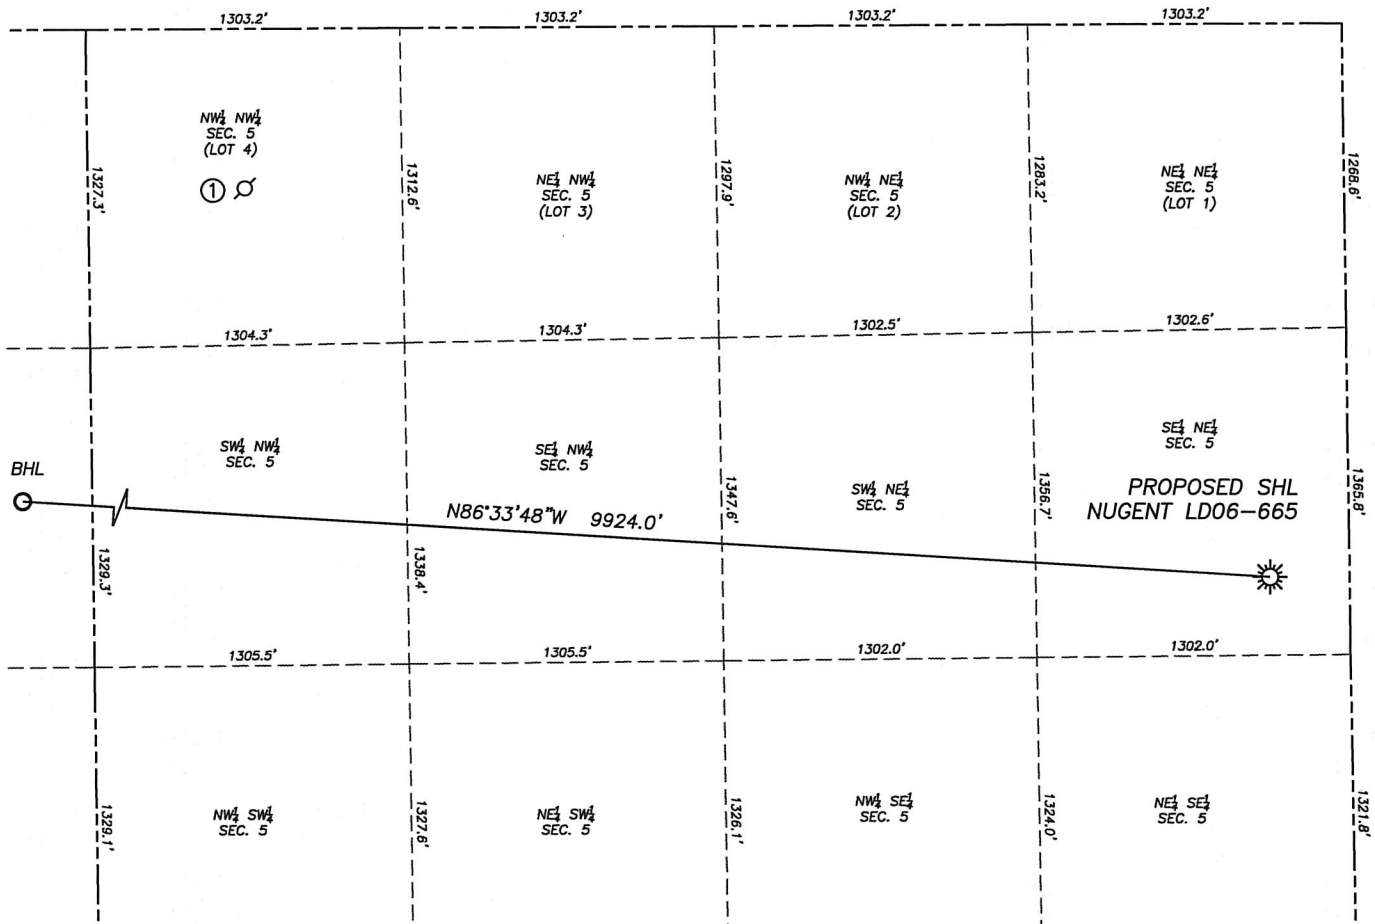 1303.2'
1303.2'
1303.2'
1303.2'
NW¼ NW¼
SEC. 5
(LOT 4)
1
NE¼ NW¼
SEC. 5
(LOT 3)
NW¼ NE¼
SEC. 5
(LOT 2)
NE¼ NE¼
SEC. 5
(LOT 1)
1327.3'
1312.6'
1297.9'
1283.2'
1268.6'
1304.3'
1304.3'
1302.5'
1302.6'
SW¼ NW¼
SEC. 5
SE¼ NW¼
SEC. 5
SW¼ NE¼
SEC. 5
SE¼ NE¼
SEC. 5
BHL
N86°33'48"W 9924.0'
PROPOSED SHL
NUGENT LD06-665
1329.3'
1338.4'
1347.6'
1356.7'
1365.8'
1305.5'
1305.5'
1302.0'
1302.0'
NW¼ SW¼
SEC. 5
NE¼ SW¼
SEC. 5
NW¼ SE¼
SEC. 5
NE¼ SE¼
SEC. 5
1329.1'
1327.6'
1326.1'
1324.0'
1321.8'